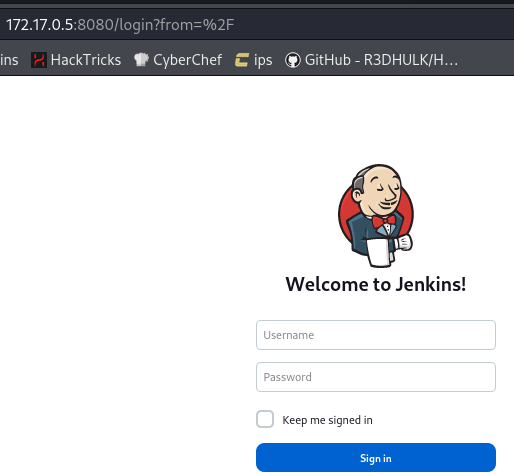 172.17.0.5:8080/login?from=%2F
ins HackTricks CyberChef ips GitHub - R3DHULK/H...
Welcome to Jenkins!
Username
Password
Keep me signed in
Sign in